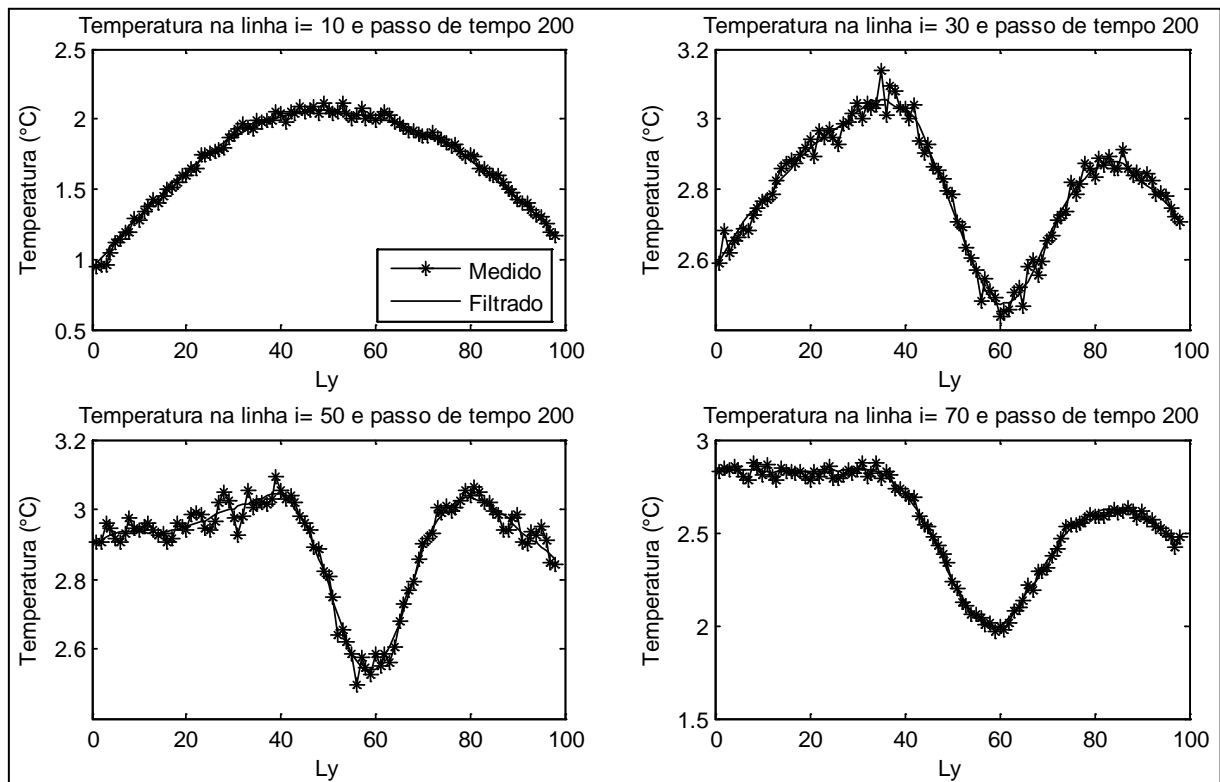 Temperatura na linha i= 10 e passo de tempo 200
2.5
2
1.5
1
0.5
Temperatura (°C)
Medido
Filtrado
0 20 40 60 80 100
Ly
Temperatura na linha i= 30 e passo de tempo 200
3.2
3
2.8
2.6
Temperatura (°C)
0 20 40 60 80 100
Ly
Temperatura na linha i= 50 e passo de tempo 200
3.2
3
2.8
2.6
Temperatura (°C)
0 20 40 60 80 100
Ly
Temperatura na linha i= 70 e passo de tempo 200
3
2.5
2
1.5
Temperatura (°C)
0 20 40 60 80 100
Ly